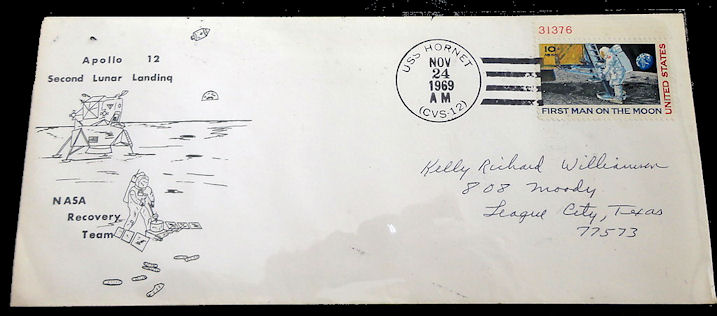 Apollo 12
Second Lunar Landing
NASA
Recovery
Team
USS HORNET
NOV
24
1969
AM
(CVS-12)
31376
10¢
UNITED STATES
FIRST MAN ON THE MOON
Kelly Richard Williamson
808 Moody
League City, Texas
77573